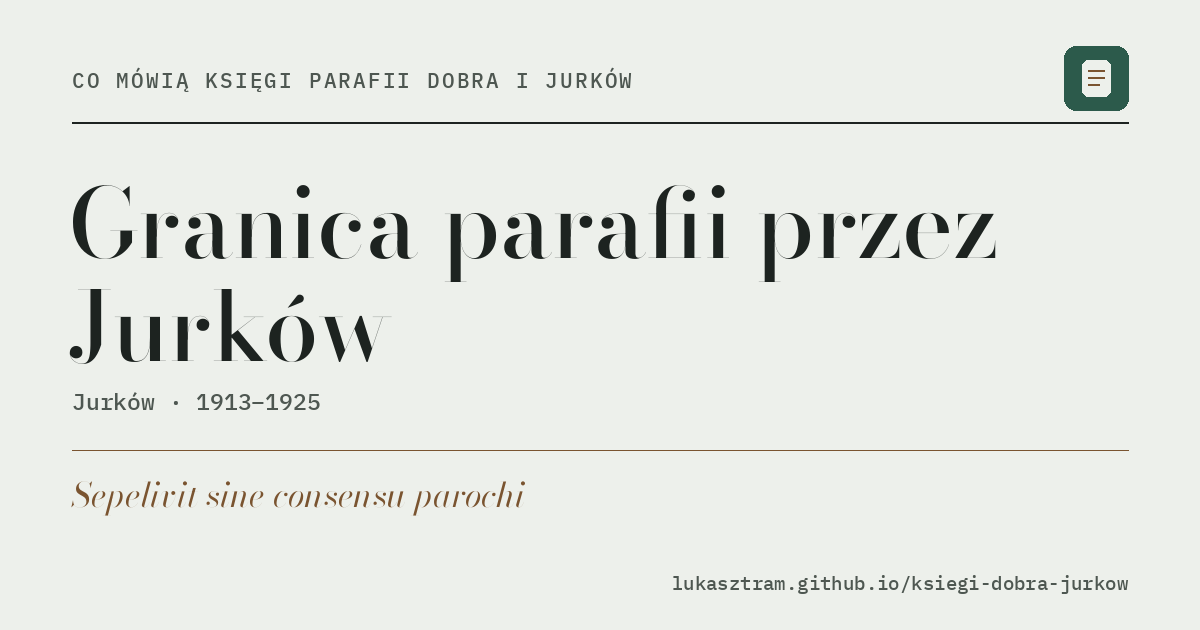 CO MÓWIĄ KSIĘGI PARAFII DOBRA I JURKÓW
Granica parafii przez
Jurków
Jurków · 1913–1925
Sepelivit sine consensu parochi
lukasztram.github.io/ksiegi-dobra-jurkow